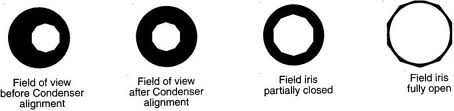 Field of view
before Condenser
alignment
Field of view
after Condenser
alignment
Field iris
partially closed
Field iris
fully open